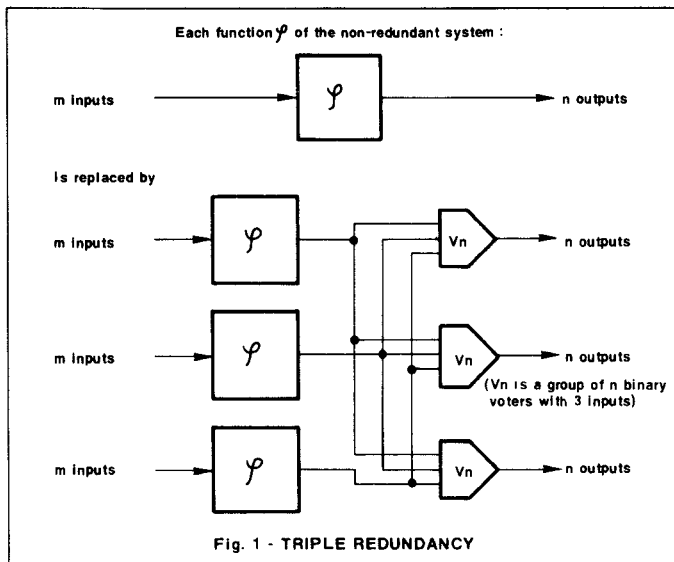 Each function φ of the non-redundant system :
m inputs
φ
n outputs
Is replaced by
m inputs
φ
Vn
n outputs
m inputs
φ
Vn
n outputs
(Vn is a group of n binary
voters with 3 inputs)
m inputs
φ
Vn
n outputs
Fig. 1 - TRIPLE REDUNDANCY